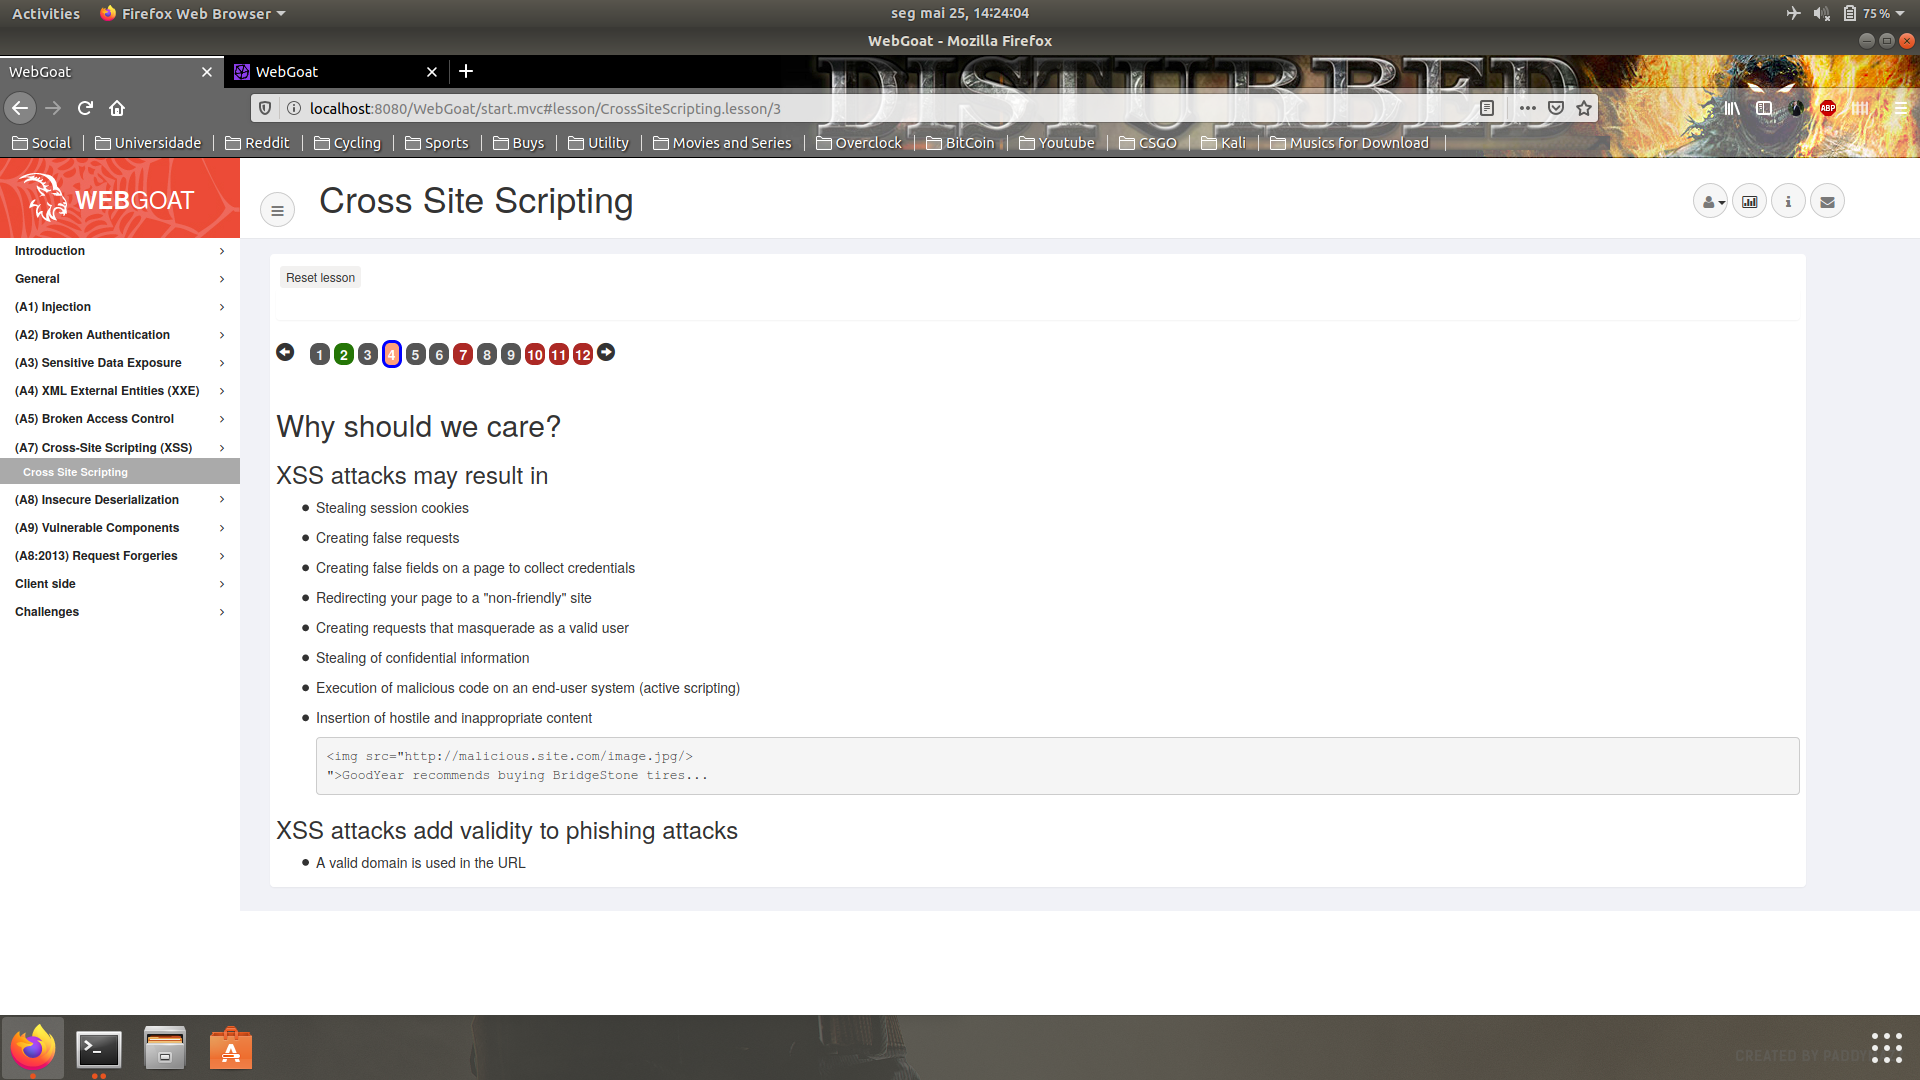 Activities
Firefox Web Browser
seg mai 25, 14:24:04
75 %
WebGoat - Mozilla Firefox
WebGoat
WebGoat
DISTURBED
localhost:8080/WebGoat/start.mvc#lesson/CrossSiteScripting.lesson/3
ABP
Social
Universidade
Reddit
Cycling
Sports
Buys
Utility
Movies and Series
Overclock
BitCoin
Youtube
CSGO
Kali
Musics for Download
WEBGOAT
Cross Site Scripting
Introduction
General
(A1) Injection
(A2) Broken Authentication
(A3) Sensitive Data Exposure
(A4) XML External Entities (XXE)
(A5) Broken Access Control
(A7) Cross-Site Scripting (XSS)
Cross Site Scripting
(A8) Insecure Deserialization
(A9) Vulnerable Components
(A8:2013) Request Forgeries
Client side
Challenges
Reset lesson
1 2 3 4 5 6 7 8 9 10 11 12
Why should we care?
XSS attacks may result in
Stealing session cookies
Creating false requests
Creating false fields on a page to collect credentials
Redirecting your page to a "non-friendly" site
Creating requests that masquerade as a valid user
Stealing of confidential information
Execution of malicious code on an end-user system (active scripting)
Insertion of hostile and inappropriate content
<img src="http://malicious.site.com/image.jpg/>
">GoodYear recommends buying BridgeStone tires...
XSS attacks add validity to phishing attacks
A valid domain is used in the URL
CREATED BY